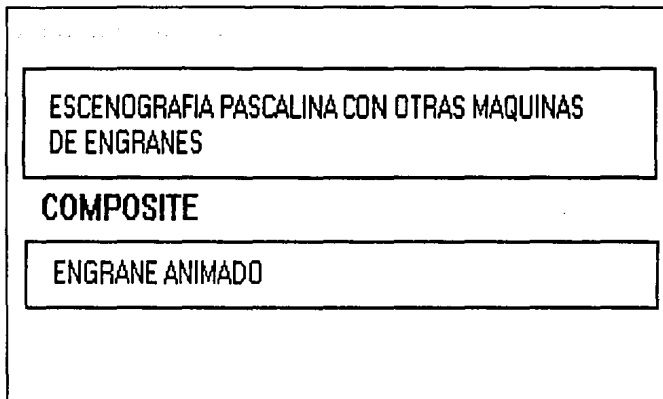 ESCENOGRAFIA PASCALINA CON OTRAS MAQUINAS
DE ENGRANES
COMPOSITE
ENGRANE ANIMADO